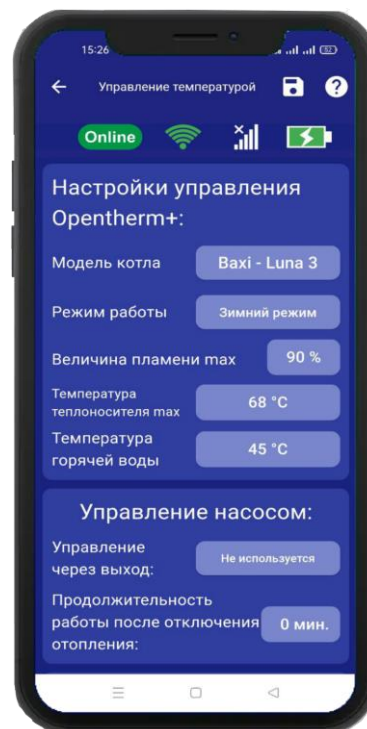 15:26
52
Управление температурой
Online
Настройки управления
Opentherm+:
Модель котла
Baxi - Luna 3
Режим работы
Зимний режим
Величина пламени max
90 %
Температура
теплоносителя max
68 °C
Температура
горячей воды
45 °C
Управление насосом:
Управление
через выход:
Не используется
Продолжительность
работы после отключения
отопления:
0 мин.